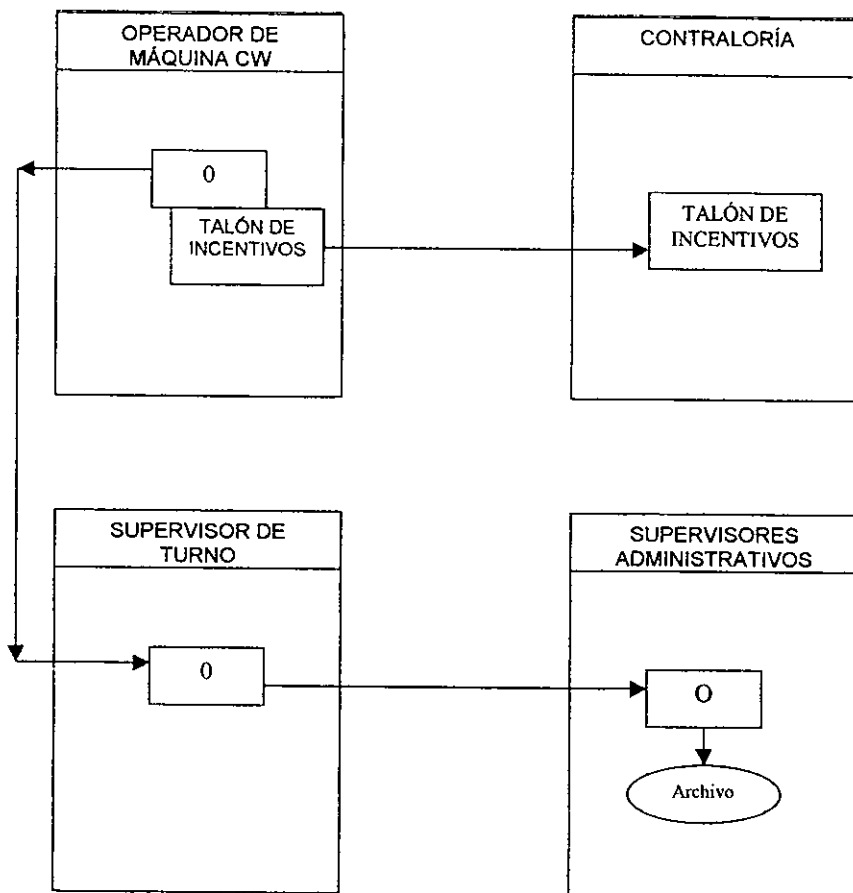 OPERADOR DE
MÁQUINA CW
0
TALÓN DE
INCENTIVOS
CONTRALORÍA
TALÓN DE
INCENTIVOS
SUPERVISOR DE
TURNO
0
SUPERVISORES
ADMINISTRATIVOS
O
Archivo